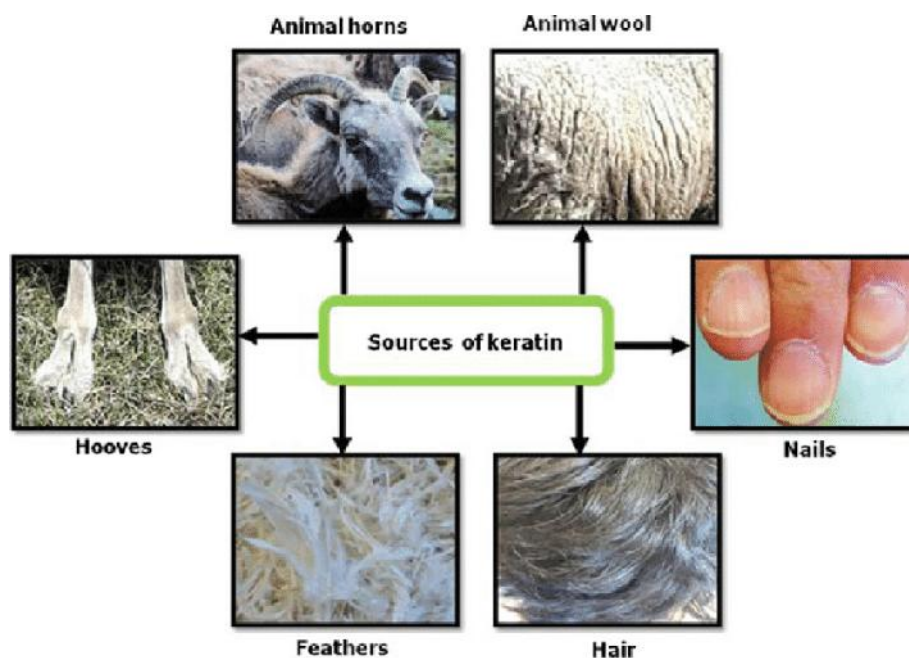 Animal horns
Animal wool
Sources of keratin
Hooves
Nails
Feathers
Hair